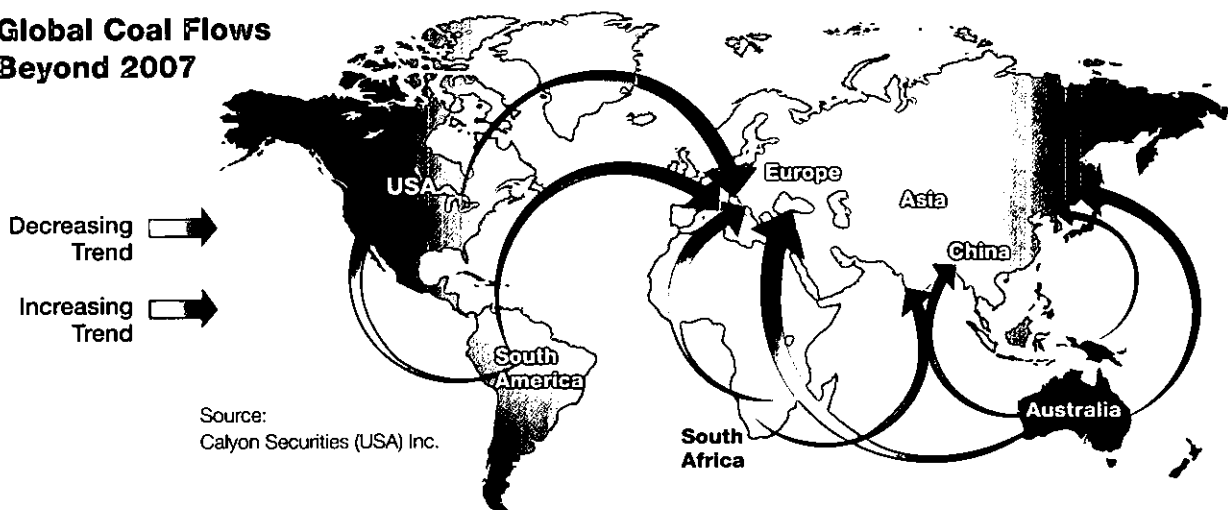 Global Coal Flows
Beyond 2007
USA
Europe
Asia
China
Decreasing
Trend
Increasing
Trend
South
America
Source:
Calyon Securities (USA) Inc.
South
Africa
Australia